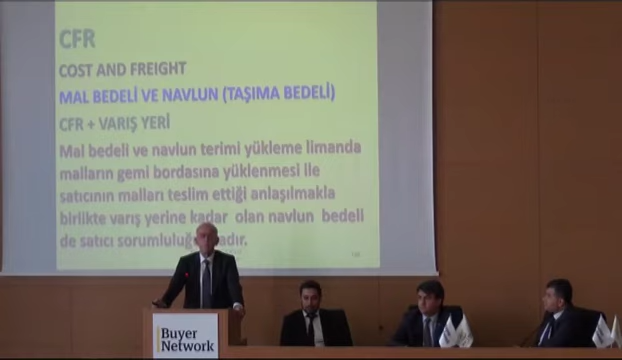 CFR
COST AND FREIGHT
MAL BEDELİ VE NAVLUN (TAŞIMA BEDELİ)
CFR + VARIŞ YERİ
Mal bedeli ve navlun terimi yükleme limanda
malların gemi bordasına yüklenmesi ile
satıcının malları teslim ettiği anlaşılmakla
birlikte varış yerine kadar olan navlun bedeli
de satıcı
Buyer
Network